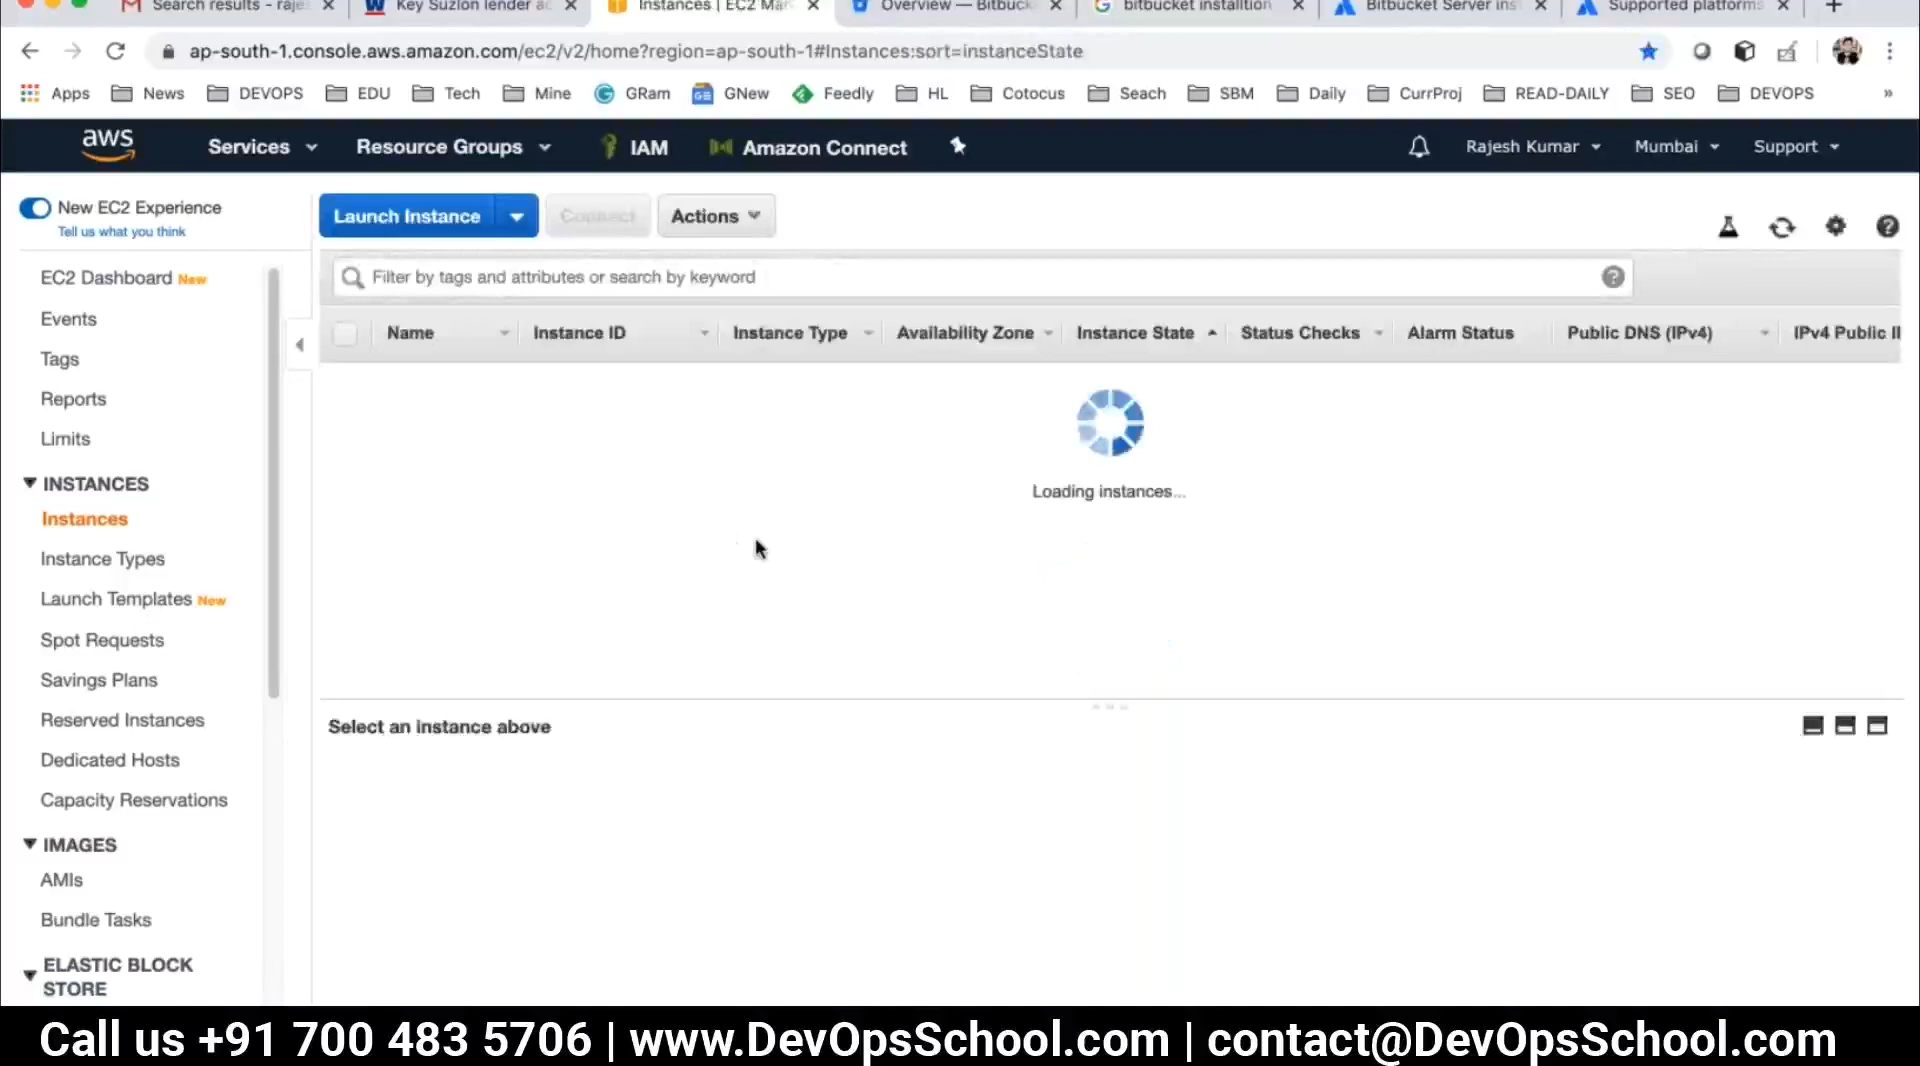 Search results - raje
Key Suzlon lender ac
Instances | EC2 Man
Overview — Bitbuck
bitbucket installtion
Bitbucket Server inst
Supported platforms
ap-south-1.console.aws.amazon.com/ec2/v2/home?region=ap-south-1#Instances:sort=instanceState
Apps News DEVOPS EDU Tech Mine GRam GNew Feedly HL Cotocus Seach SBM Daily CurrProj READ-DAILY SEO DEVOPS »
aws Services Resource Groups IAM Amazon Connect Rajesh Kumar Mumbai Support
New EC2 Experience
Tell us what you think
Launch Instance Connect Actions
Filter by tags and attributes or search by keyword
Name Instance ID Instance Type Availability Zone Instance State Status Checks Alarm Status Public DNS (IPv4) IPv4 Public I
Loading instances...
EC2 Dashboard New
Events
Tags
Reports
Limits
INSTANCES
Instances
Instance Types
Launch Templates New
Spot Requests
Savings Plans
Reserved Instances
Dedicated Hosts
Capacity Reservations
IMAGES
AMIs
Bundle Tasks
ELASTIC BLOCK
STORE
Select an instance above
Call us +91 700 483 5706 | www.DevOpsSchool.com | contact@DevOpsSchool.com